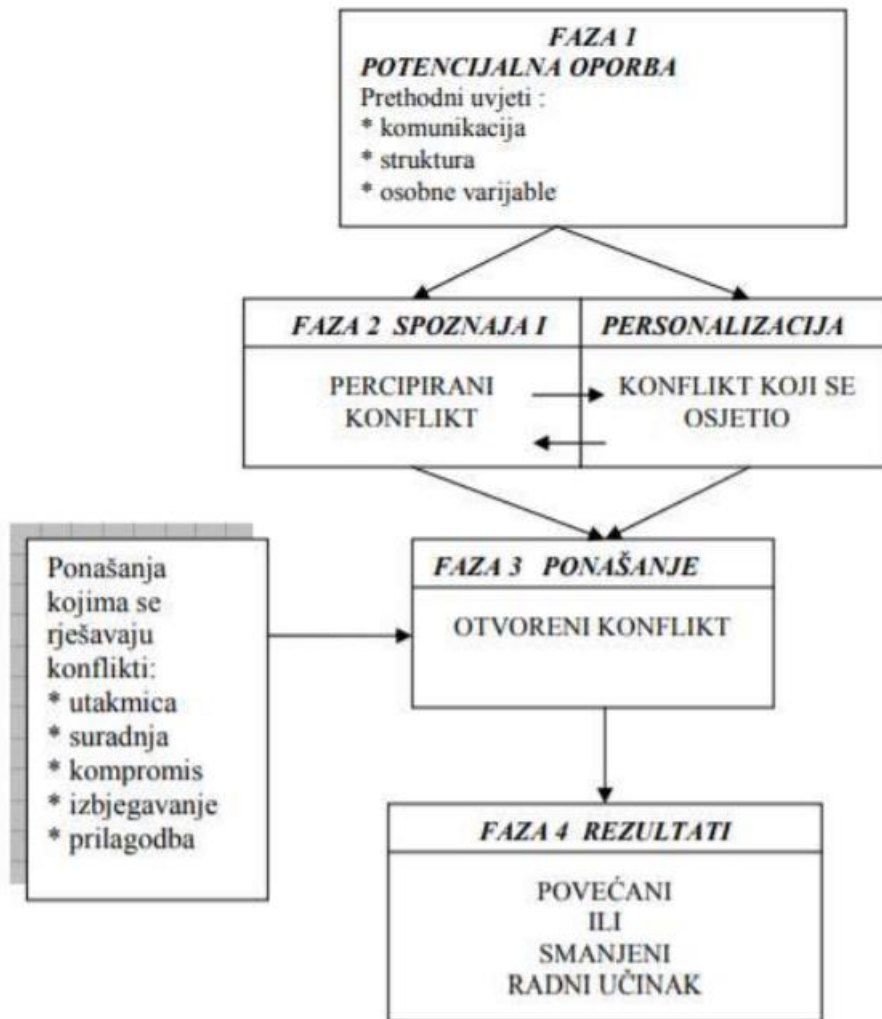 FAZA 1
POTENCIJALNA OPORBA
Prethodni uvjeti :
* komunikacija
* struktura
* osobne varijable
FAZA 2 SPOZNAJA I
PERSONALIZACIJA
PERCIPIRANI
KONFLIKT
KONFLIKT KOJI SE
OSJETIO
Ponašanja
kojima se
rješavaju
konflikti:
* utakmica
* suradnja
* kompromis
* izbjegavanje
* prilagodba
FAZA 3 PONAŠANJE
OTVORENI KONFLIKT
FAZA 4 REZULTATI
POVEĆANI
ILI
SMANJENI
RADNI UČINAK